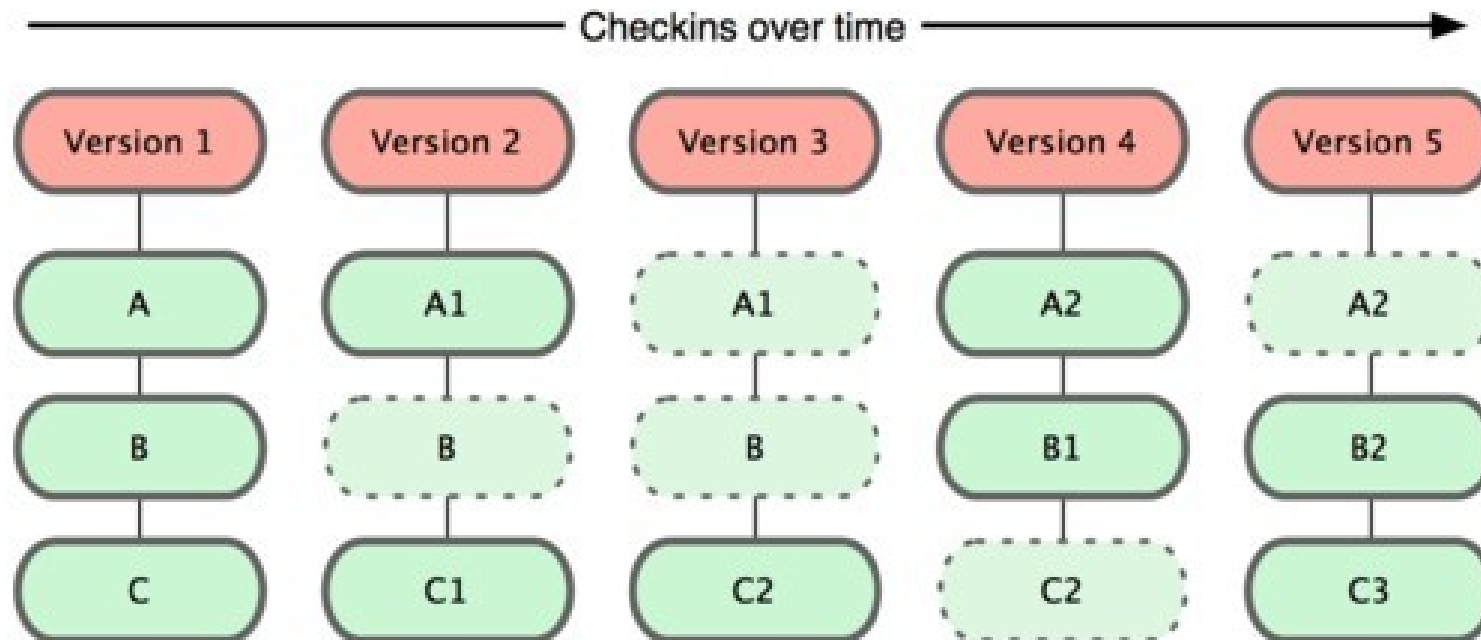 Checkins over time
Version 1 Version 2 Version 3 Version 4 Version 5
A A1 A1 A2 A2
B B B B1 B2
C C1 C2 C2 C3